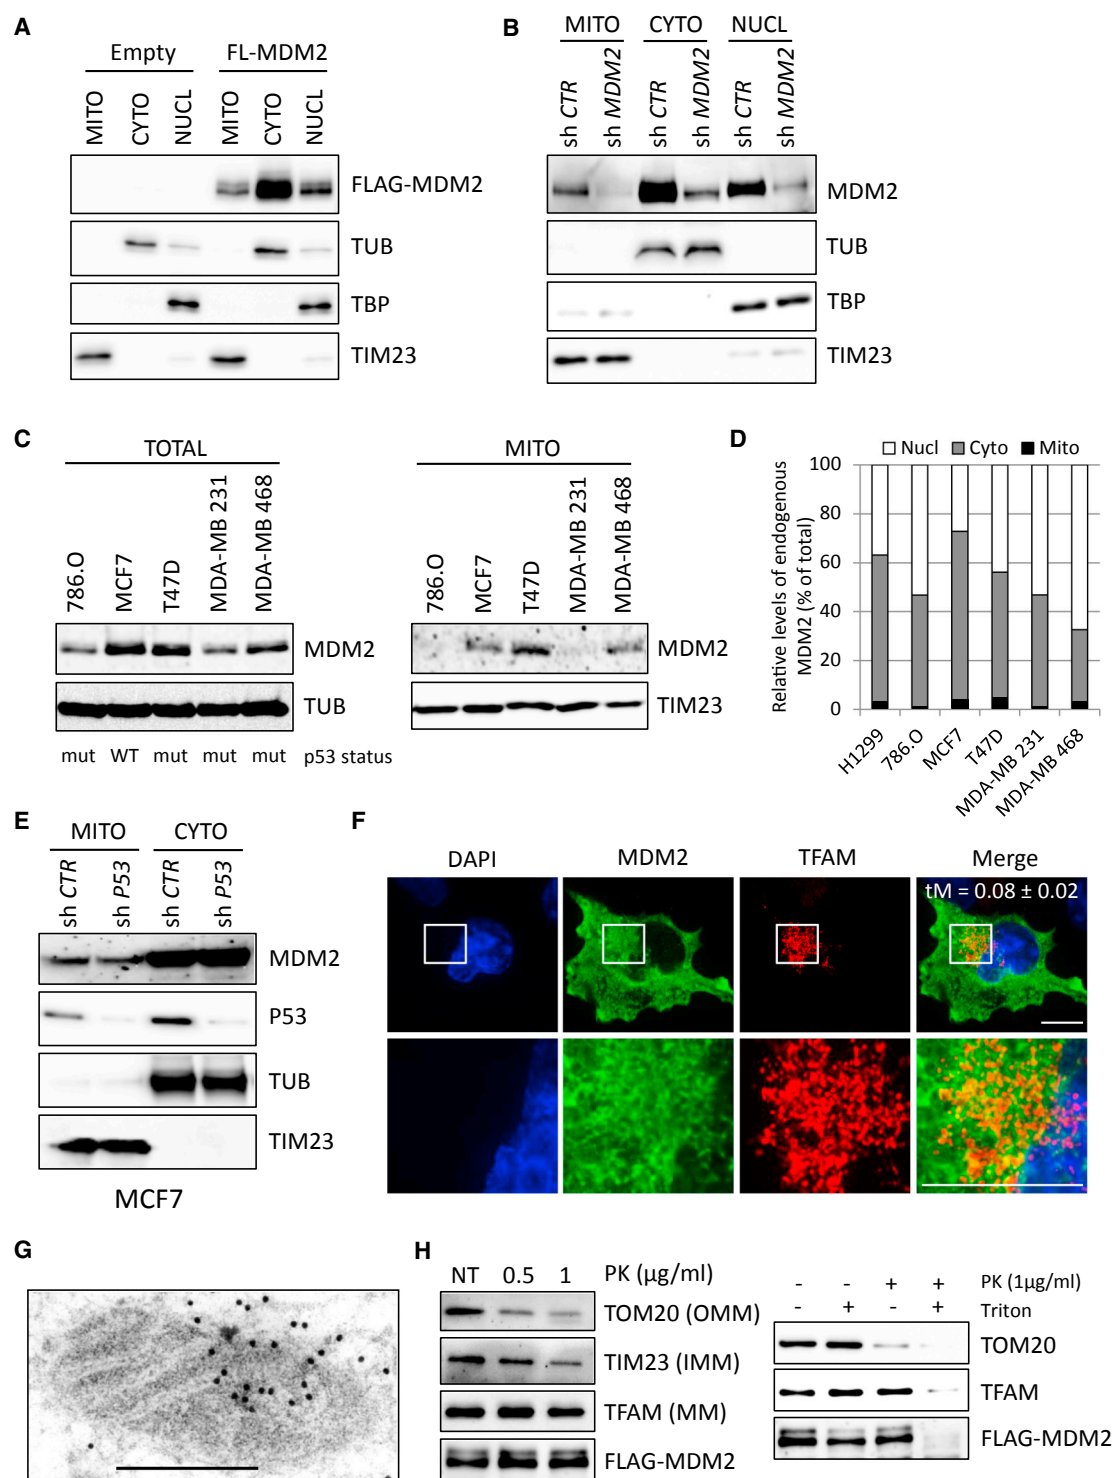 A
Empty FL-MDM2
MITO CYTO NUCL MITO CYTO NUCL
FLAG-MDM2
TUB
TBP
TIM23
B
MITO CYTO NUCL
sh CTR sh MDM2 sh CTR sh MDM2 sh CTR sh MDM2
MDM2
TUB
TBP
TIM23
C
TOTAL
786.O MCF7 T47D MDA-MB 231 MDA-MB 468
MDM2
TUB
mut WT mut mut mut p53 status
MITO
786.O MCF7 T47D MDA-MB 231 MDA-MB 468
MDM2
TIM23
D
Nucl Cyto Mito
Relative levels of endogenous
MDM2 (% of total)
100
80
60
40
20
0
H1299 786.O MCF7 T47D MDA-MB 231 MDA-MB 468
E
MITO CYTO
sh CTR sh P53 sh CTR sh P53
MDM2
P53
TUB
TIM23
MCF7
F
DAPI MDM2 TFAM Merge
tM = 0.08 ± 0.02
G
H
NT 0.5 1 PK (µg/ml)
TOM20 (OMM)
TIM23 (IMM)
TFAM (MM)
FLAG-MDM2
- - + + PK (1µg/ml)
- + - + Triton
TOM20
TFAM
FLAG-MDM2